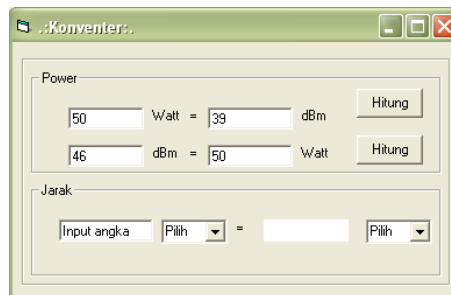 .:Konventer:.
Power
50 Watt = 39 dBm Hitung
46 dBm = 50 Watt Hitung
Jarak
Input angka Pilih = Pilih